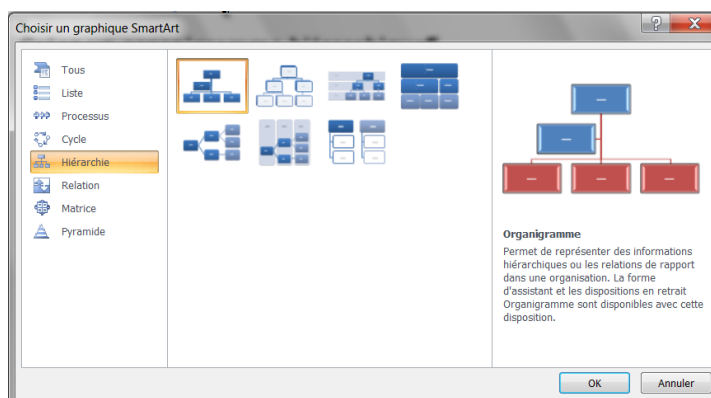 Choisir un graphique SmartArt
Tous
Liste
Processus
Cycle
Hiérarchie
Relation
Matrice
Pyramide
Organigramme
Permet de représenter des informations
hiérarchiques ou les relations de rapport
dans une organisation. La forme
d'assistant et les dispositions en retrait
Organigramme sont disponibles avec cette
disposition.
OK
Annuler